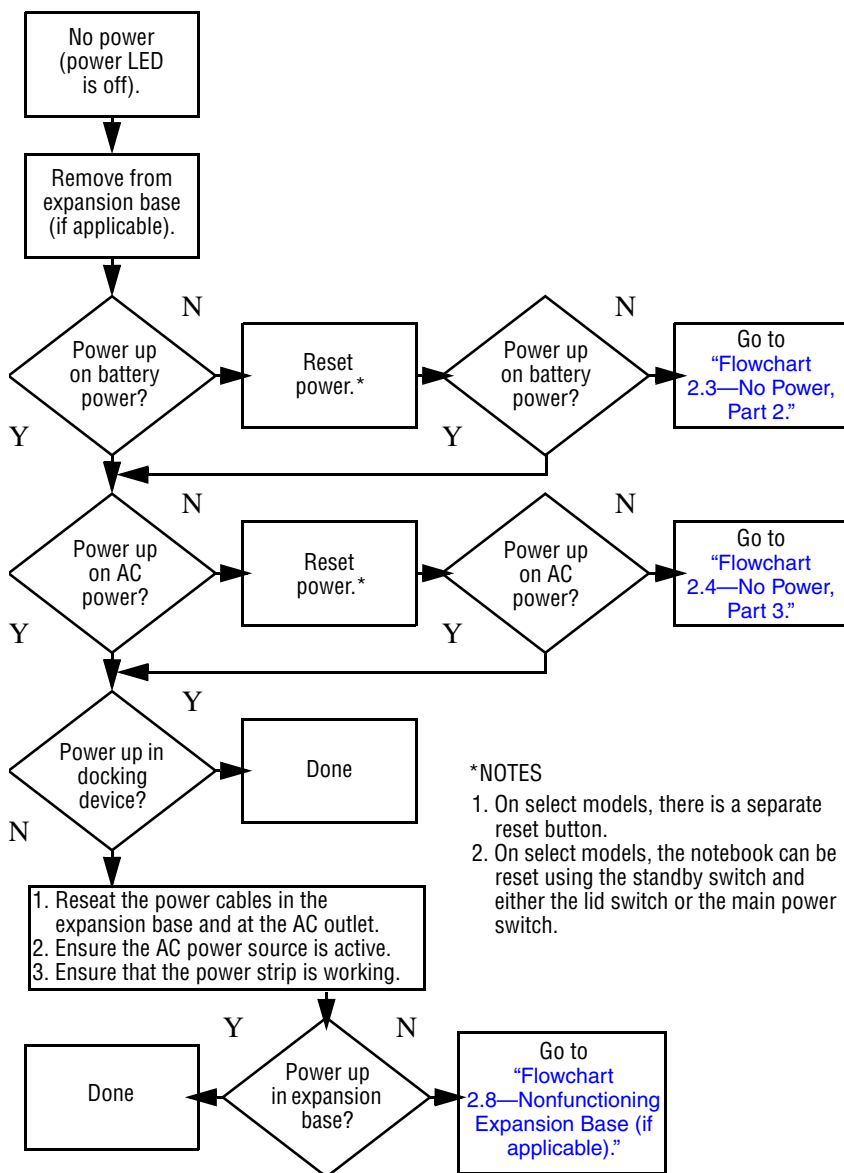 No power
(power LED
is off).
Remove from
expansion base
(if applicable).
N
N
Power up
on battery
power?
Reset
power.*
Power up
on battery
power?
Go to
“Flowchart
2.3—No Power,
Part 2.”
Y
Y
N
N
Power up
on AC
power?
Reset
power.*
Power up
on AC
power?
Go to
“Flowchart
2.4—No Power,
Part 3.”
Y
Y
Y
Power up in
docking
device?
Done
N
*NOTES
1. On select models, there is a separate
reset button.
2. On select models, the notebook can be
reset using the standby switch and
either the lid switch or the main power
switch.
1. Reseat the power cables in the
expansion base and at the AC outlet.
2. Ensure the AC power source is active.
3. Ensure that the power strip is working.
Y
N
Done
Power up
in expansion
base?
Go to
“Flowchart
2.8—Nonfunctioning
Expansion Base (if
applicable).”